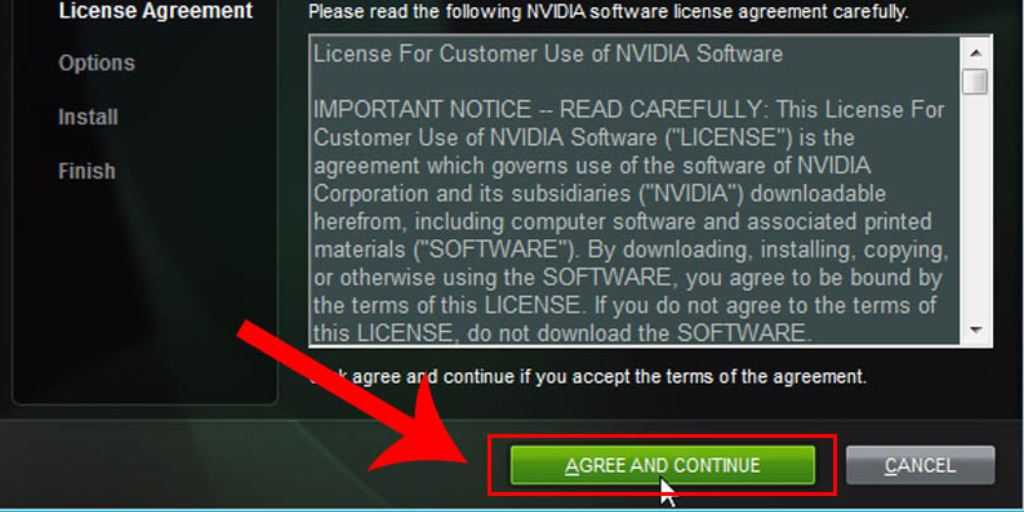 License Agreement
Options
Install
Finish
Please read the following NVIDIA software license agreement carefully.
License For Customer Use of NVIDIA Software
IMPORTANT NOTICE -- READ CAREFULLY: This License For
Customer Use of NVIDIA Software ("LICENSE") is the
agreement which governs use of the software of NVIDIA
Corporation and its subsidiaries ("NVIDIA") downloadable
herefrom, including computer software and associated printed
materials ("SOFTWARE"). By downloading, installing, copying,
or otherwise using the SOFTWARE, you agree to be bound by
the terms of this LICENSE. If you do not agree to the terms of
this LICENSE, do not download the SOFTWARE.
agree and continue if you accept the terms of the agreement.
AGREE AND CONTINUE
CANCEL